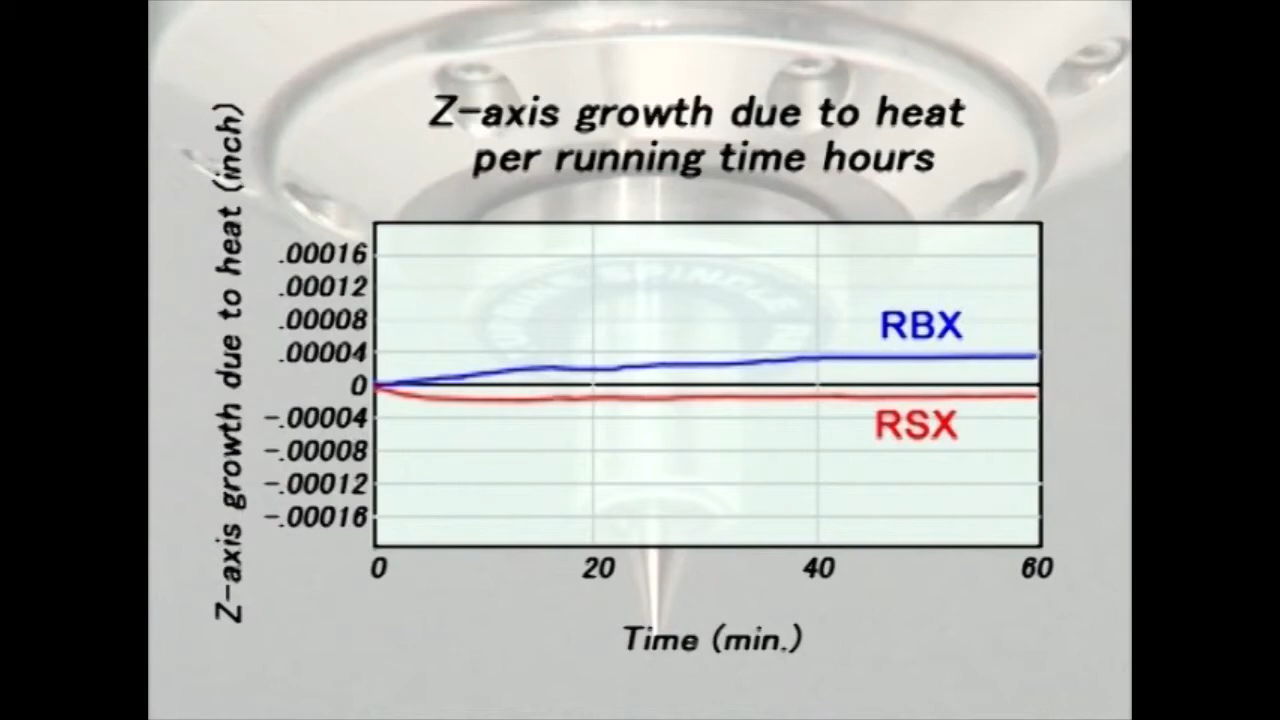 Z-axis growth due to heat
per running time hours
Z-axis growth due to heat (inch)
.00016
.00012
.00008
.00004
0
-.00004
-.00008
-.00012
-.00016
RBX
RSX
0 20 40 60
Time (min.)